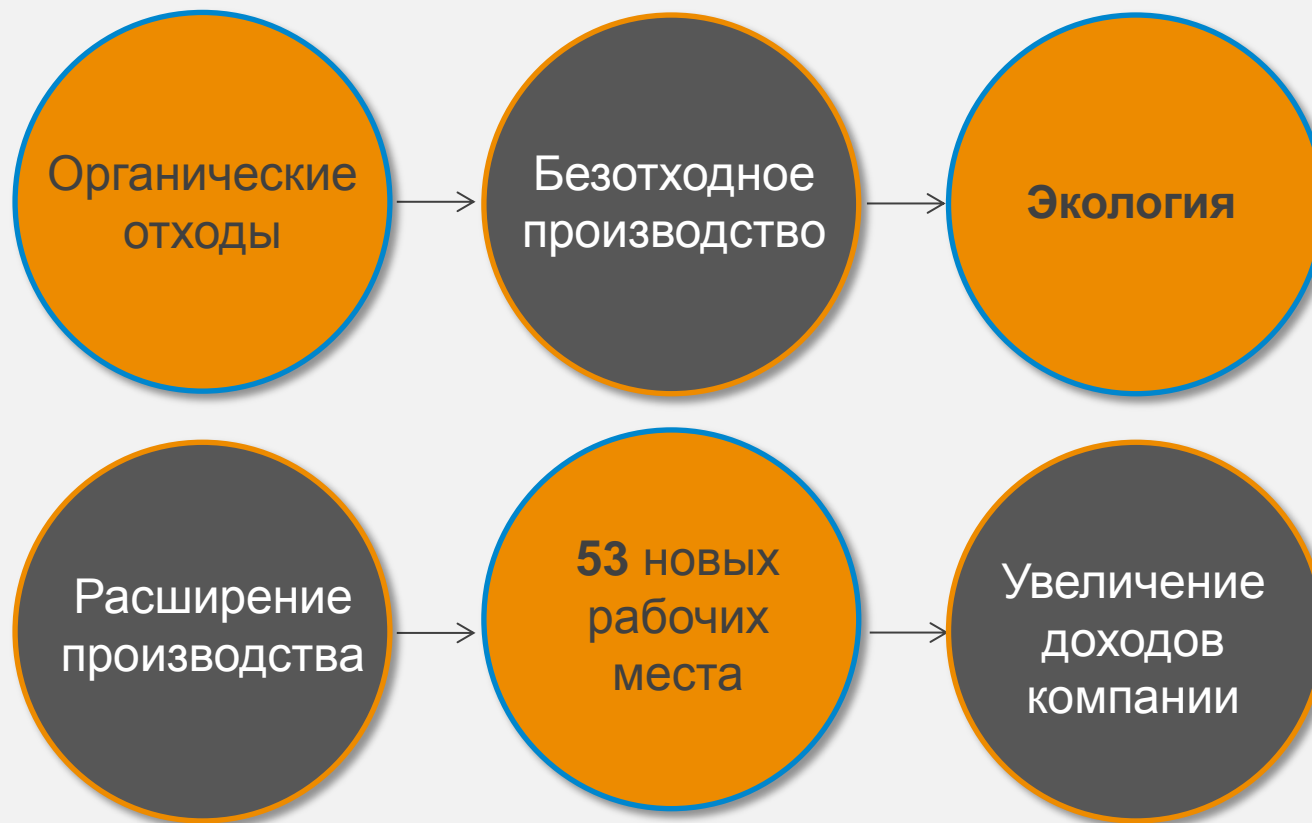 Органические
отходы
Безотходное
производство
Экология
Расширение
производства
53 новых
рабочих
места
Увеличение
доходов
компании